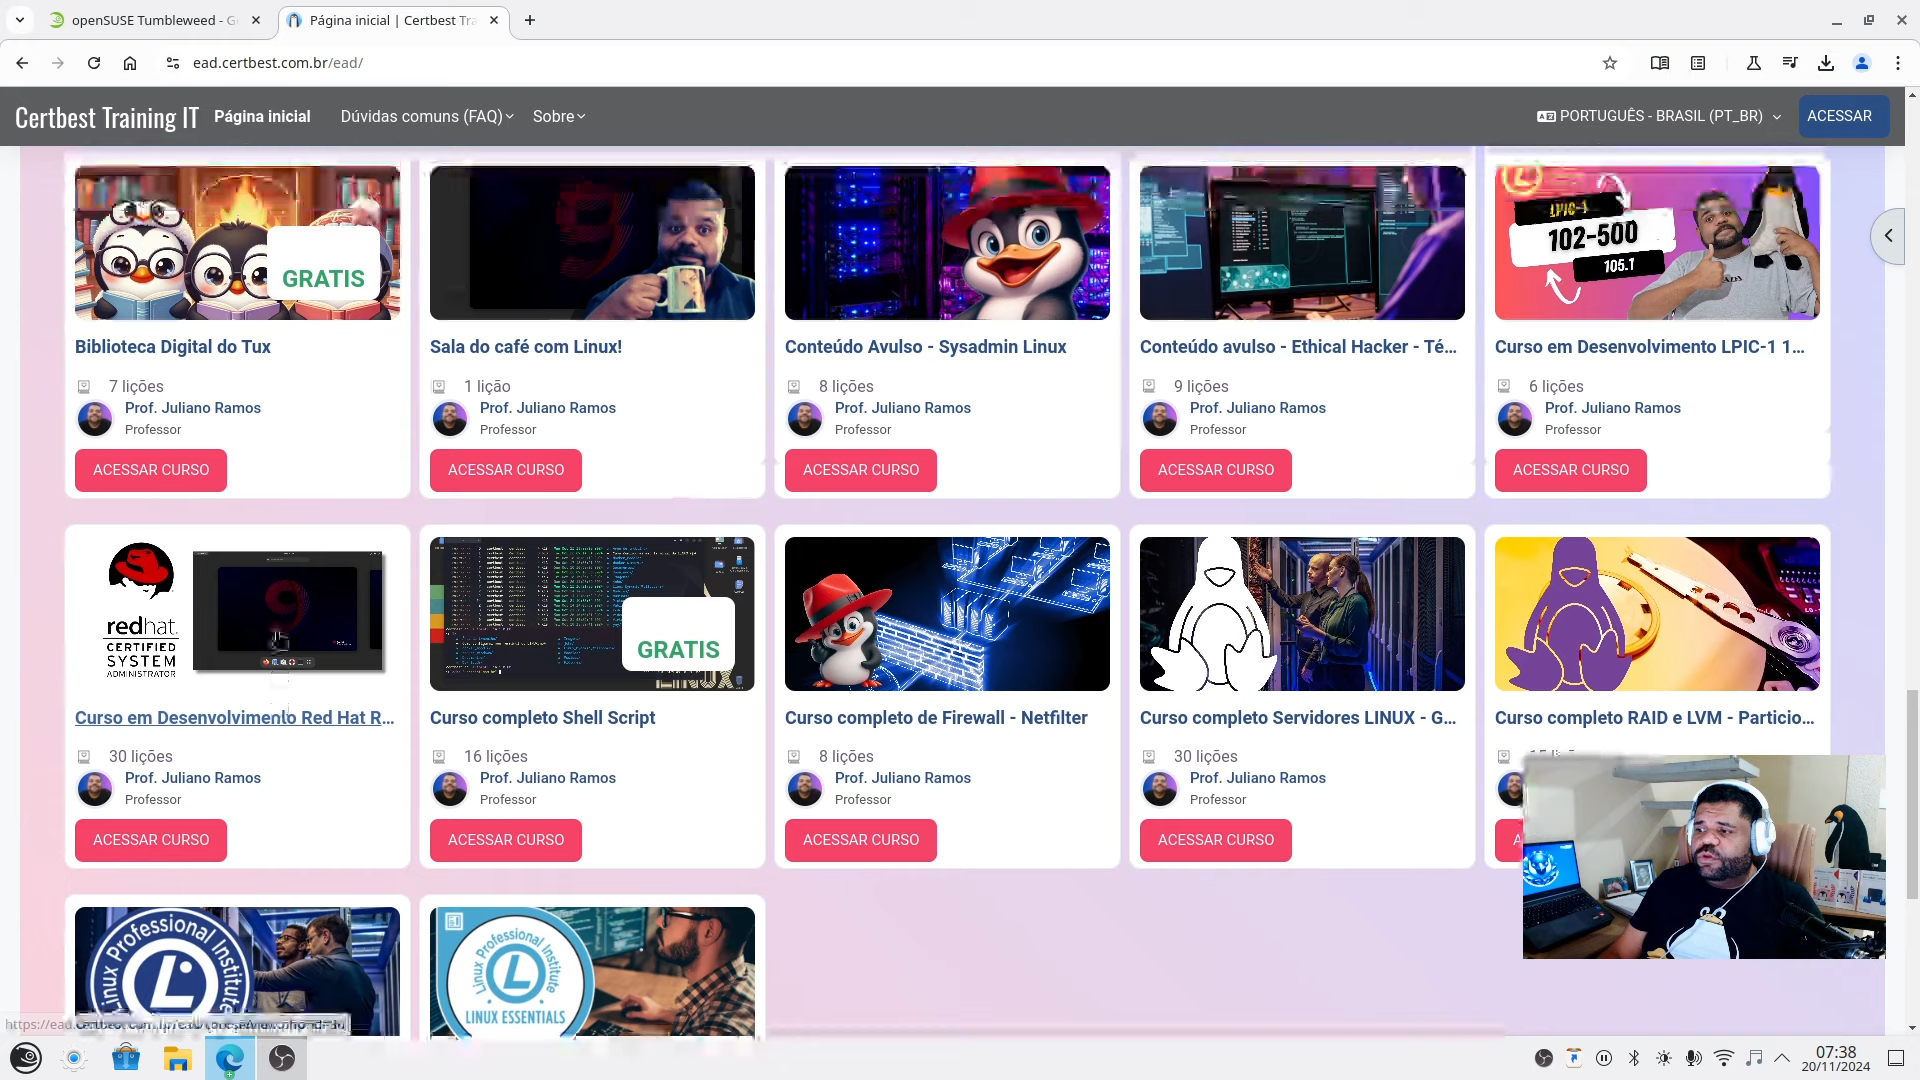 openSUSE Tumbleweed - G
Página inicial | Certbest Tra
ead.certbest.com.br/ead/
Certbest Training IT
Página inicial
Dúvidas comuns (FAQ)
Sobre
PORTUGUÊS - BRASIL (PT_BR)
ACESSAR
GRATIS
LPIC-1
102-500
105.1
Biblioteca Digital do Tux
Sala do café com Linux!
Conteúdo Avulso - Sysadmin Linux
Conteúdo avulso - Ethical Hacker - Té...
Curso em Desenvolvimento LPIC-1 1...
7 lições
1 lição
8 lições
9 lições
6 lições
Prof. Juliano Ramos
Prof. Juliano Ramos
Prof. Juliano Ramos
Prof. Juliano Ramos
Prof. Juliano Ramos
Professor
Professor
Professor
Professor
Professor
ACESSAR CURSO
ACESSAR CURSO
ACESSAR CURSO
ACESSAR CURSO
ACESSAR CURSO
redhat.
CERTIFIED
SYSTEM
ADMINISTRATOR
GRATIS
Curso em Desenvolvimento Red Hat R...
Curso completo Shell Script
Curso completo de Firewall - Netfilter
Curso completo Servidores LINUX - G...
Curso completo RAID e LVM - Particio...
30 lições
16 lições
8 lições
30 lições
Prof. Juliano Ramos
Prof. Juliano Ramos
Prof. Juliano Ramos
Prof. Juliano Ramos
Professor
Professor
Professor
Professor
ACESSAR CURSO
ACESSAR CURSO
ACESSAR CURSO
ACESSAR CURSO
A
Linux Professional Institute
Linux Professional Institute
LINUX ESSENTIALS
07:38
20/11/2024